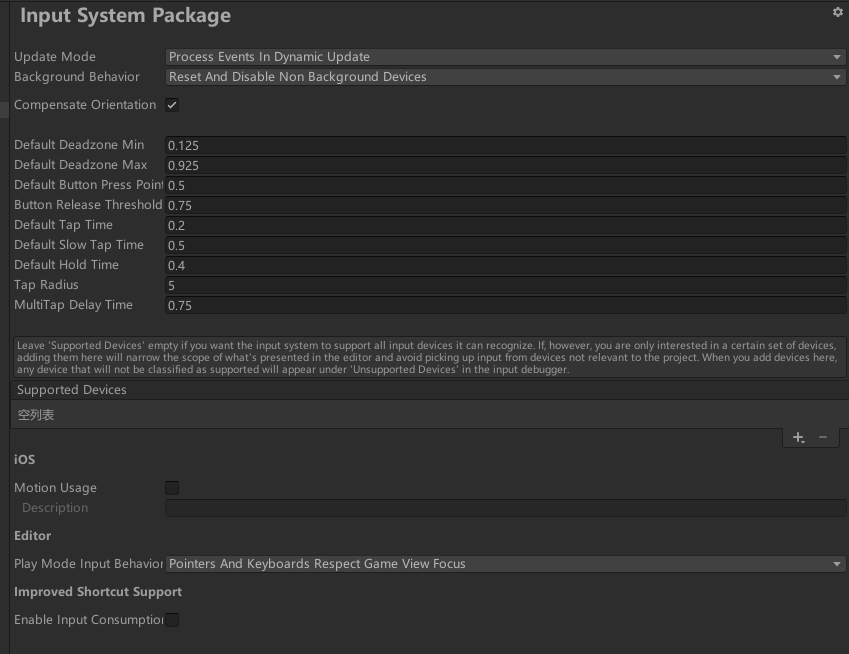 Input System Package
Update Mode Process Events In Dynamic Update
Background Behavior Reset And Disable Non Background Devices
Compensate Orientation
Default Deadzone Min 0.125
Default Deadzone Max 0.925
Default Button Press Point 0.5
Button Release Threshold 0.75
Default Tap Time 0.2
Default Slow Tap Time 0.5
Default Hold Time 0.4
Tap Radius 5
MultiTap Delay Time 0.75
Leave 'Supported Devices' empty if you want the input system to support all input devices it can recognize. If, however, you are only interested in a certain set of devices,
adding them here will narrow the scope of what's presented in the editor and avoid picking up input from devices not relevant to the project. When you add devices here,
any device that will not be classified as supported will appear under 'Unsupported Devices' in the input debugger.
Supported Devices
空列表
iOS
Motion Usage
Description
Editor
Play Mode Input Behavior Pointers And Keyboards Respect Game View Focus
Improved Shortcut Support
Enable Input Consumption